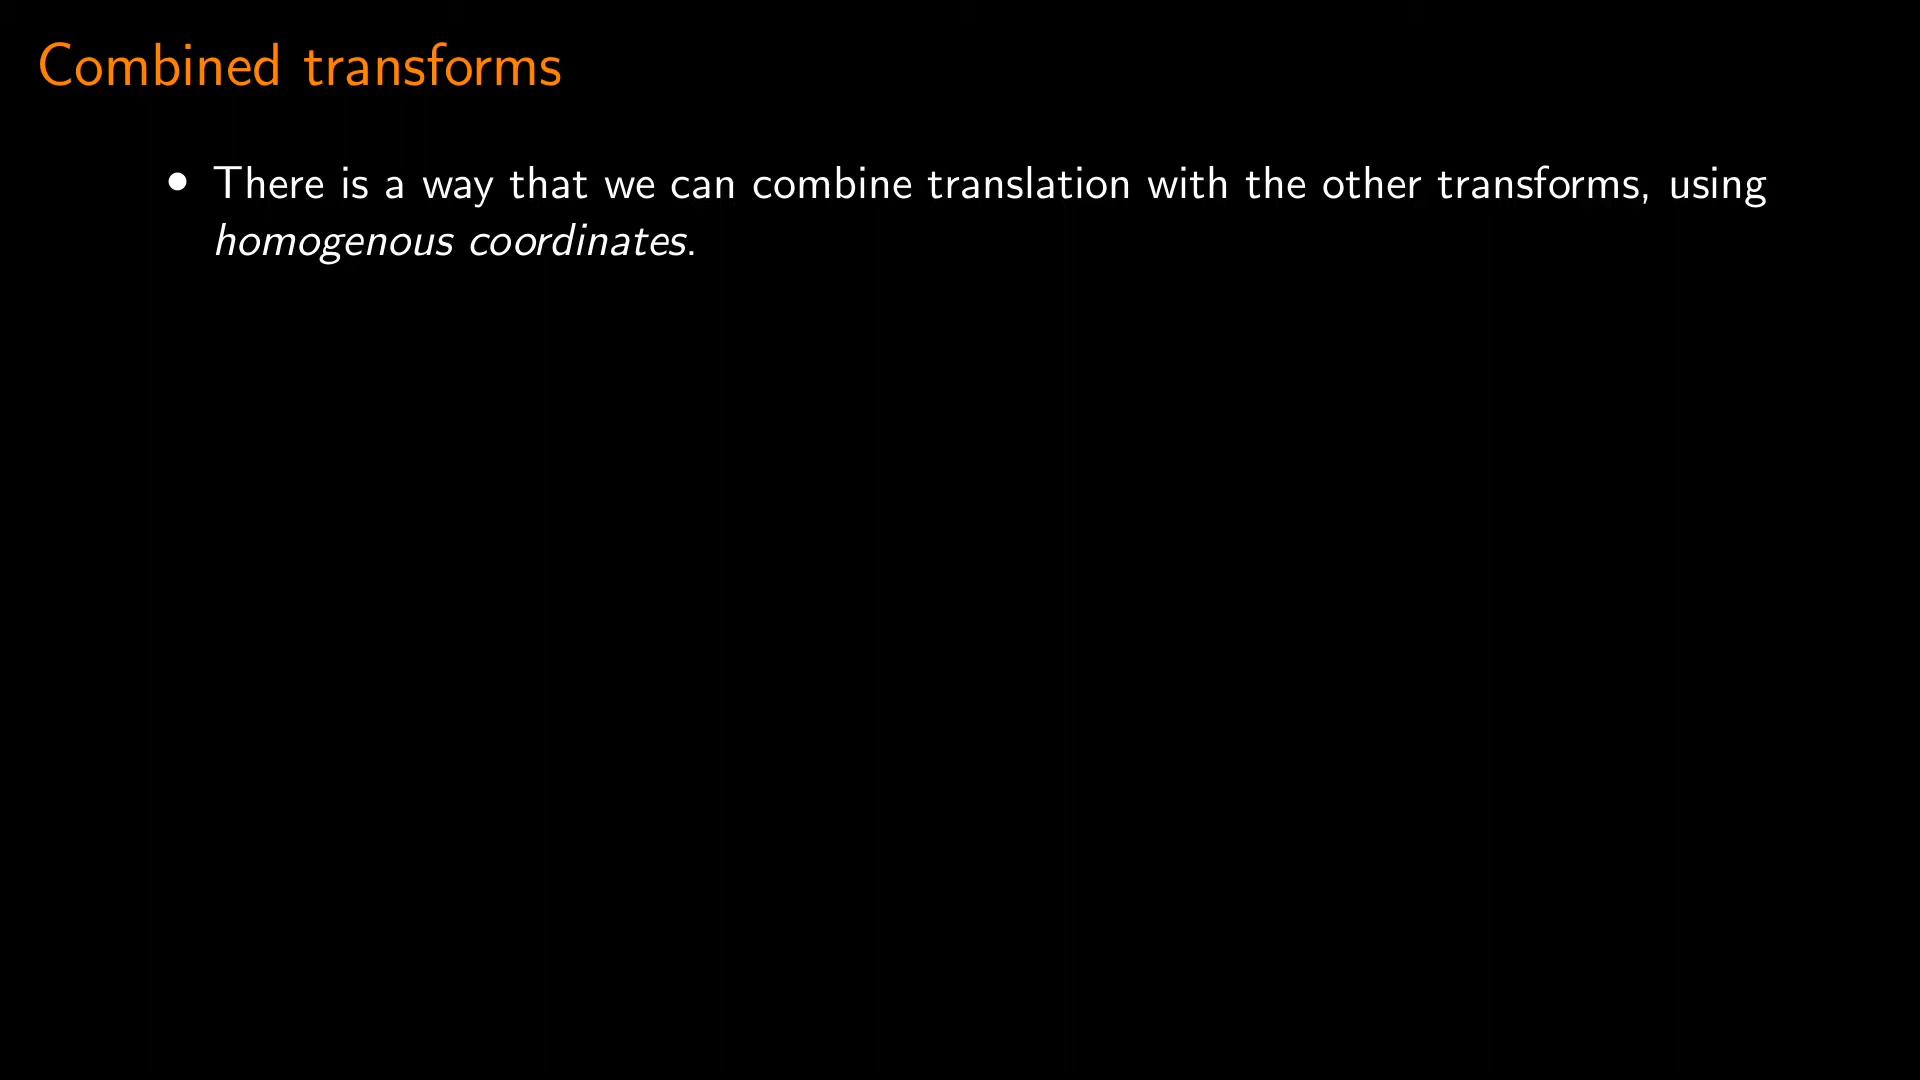 Combined transforms
• There is a way that we can combine translation with the other transforms, using
homogenous coordinates.